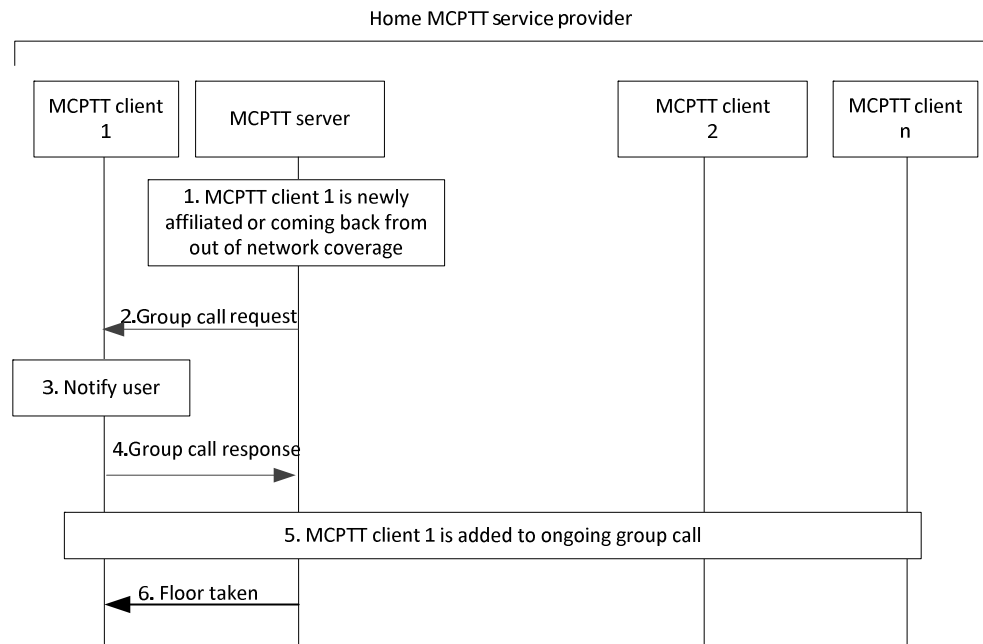 Home MCPTT service provider
MCPTT client
1
MCPTT server
MCPTT client
2
MCPTT client
n
1. MCPTT client 1 is newly
affiliated or coming back from
out of network coverage
2.Group call request
3. Notify user
4.Group call response
5. MCPTT client 1 is added to ongoing group call
6. Floor taken